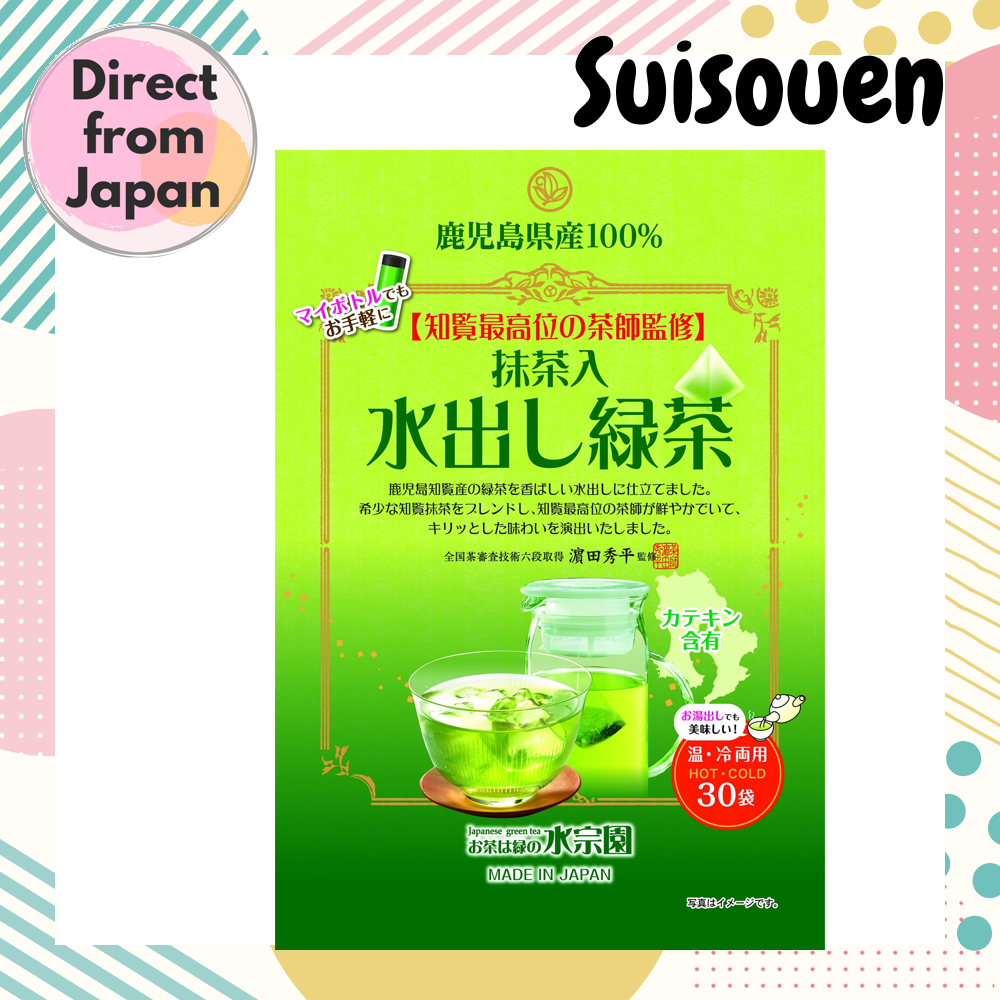 Direct
from
Japan
Suisouen
鹿児島県産100%
マイボトルでも
お手軽に
【知覧最高位の茶師監修】
抹茶入
水出し緑茶
鹿児島知覧産の緑茶を香ばしい水出しに仕立てました。
希少な知覧抹茶をブレンドし、知覧最高位の茶師が鮮やかでいて、
キリッとした味わいを演出いたしました。
全国茶審査技術六段取得 濵田秀平 監修
カテキン
含有
お湯出しでも
美味しい!
温・冷両用
HOT・COLD
30袋
Japanese green tea
お茶は緑の水宗園
MADE IN JAPAN
写真はイメージです。